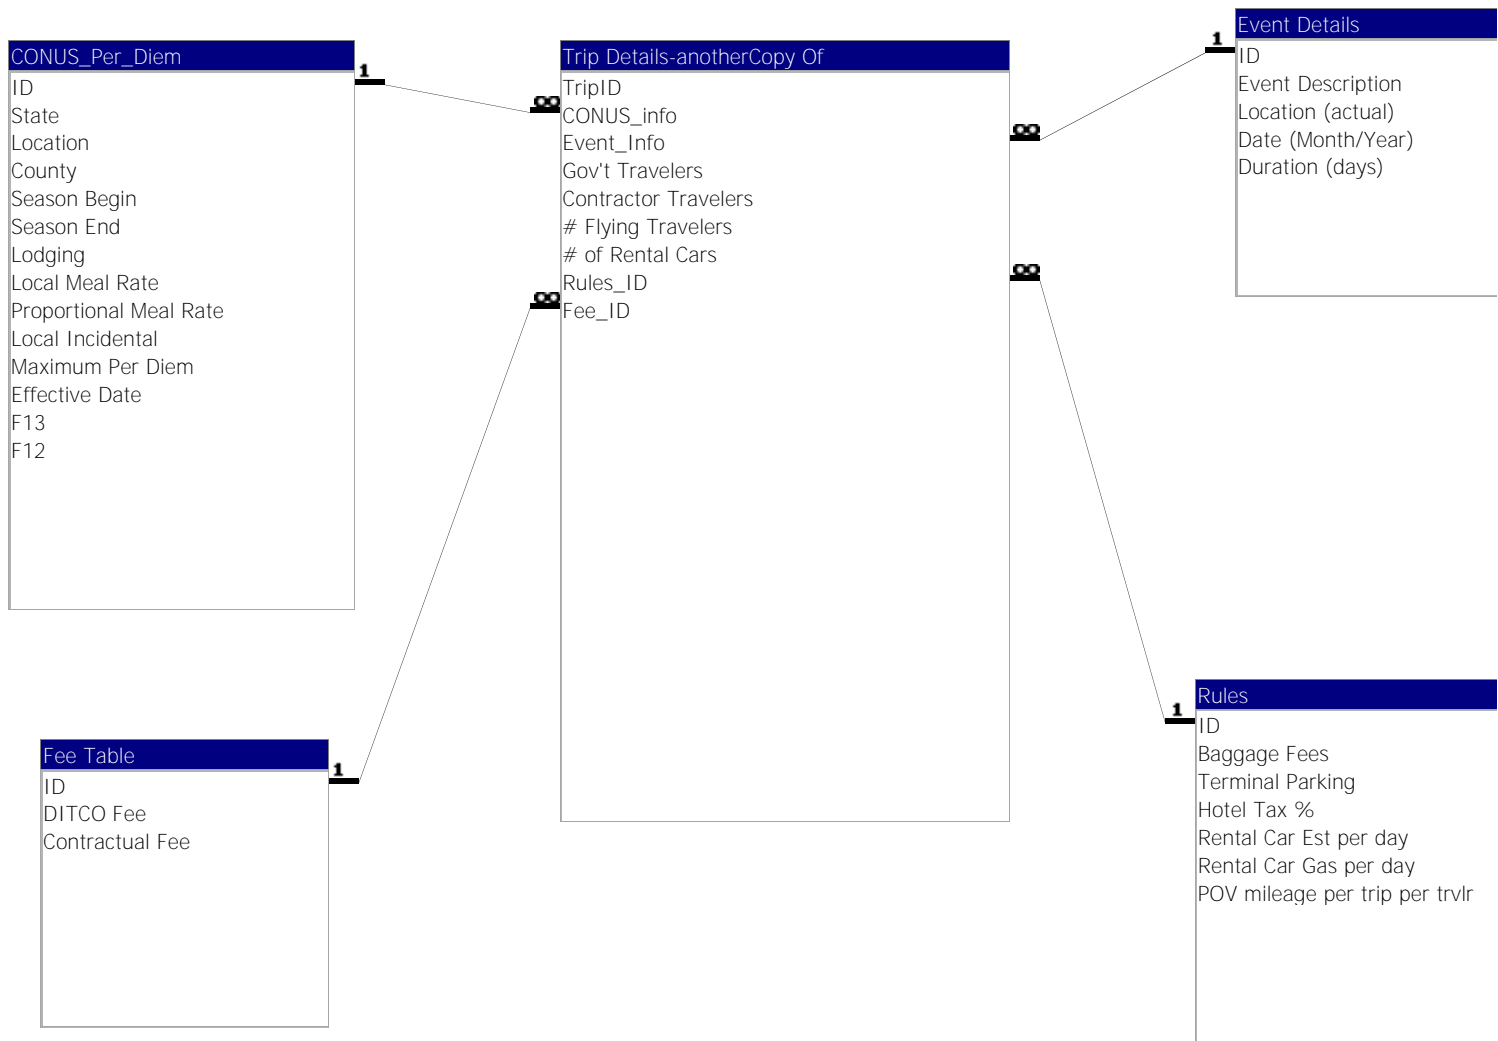 CONUS_Per_Diem
ID
State
Location
County
Season Begin
Season End
Lodging
Local Meal Rate
Proportional Meal Rate
Local Incidental
Maximum Per Diem
Effective Date
F13
F12
1
Trip Details-anotherCopy Of
TripID
CONUS_info
Event_Info
Gov't Travelers
Contractor Travelers
# Flying Travelers
# of Rental Cars
Rules_ID
Fee_ID
∞
∞
∞
∞
Event Details
1
ID
Event Description
Location (actual)
Date (Month/Year)
Duration (days)
Fee Table
1
ID
DITCO Fee
Contractual Fee
Rules
1
ID
Baggage Fees
Terminal Parking
Hotel Tax %
Rental Car Est per day
Rental Car Gas per day
POV mileage per trip per trvlr